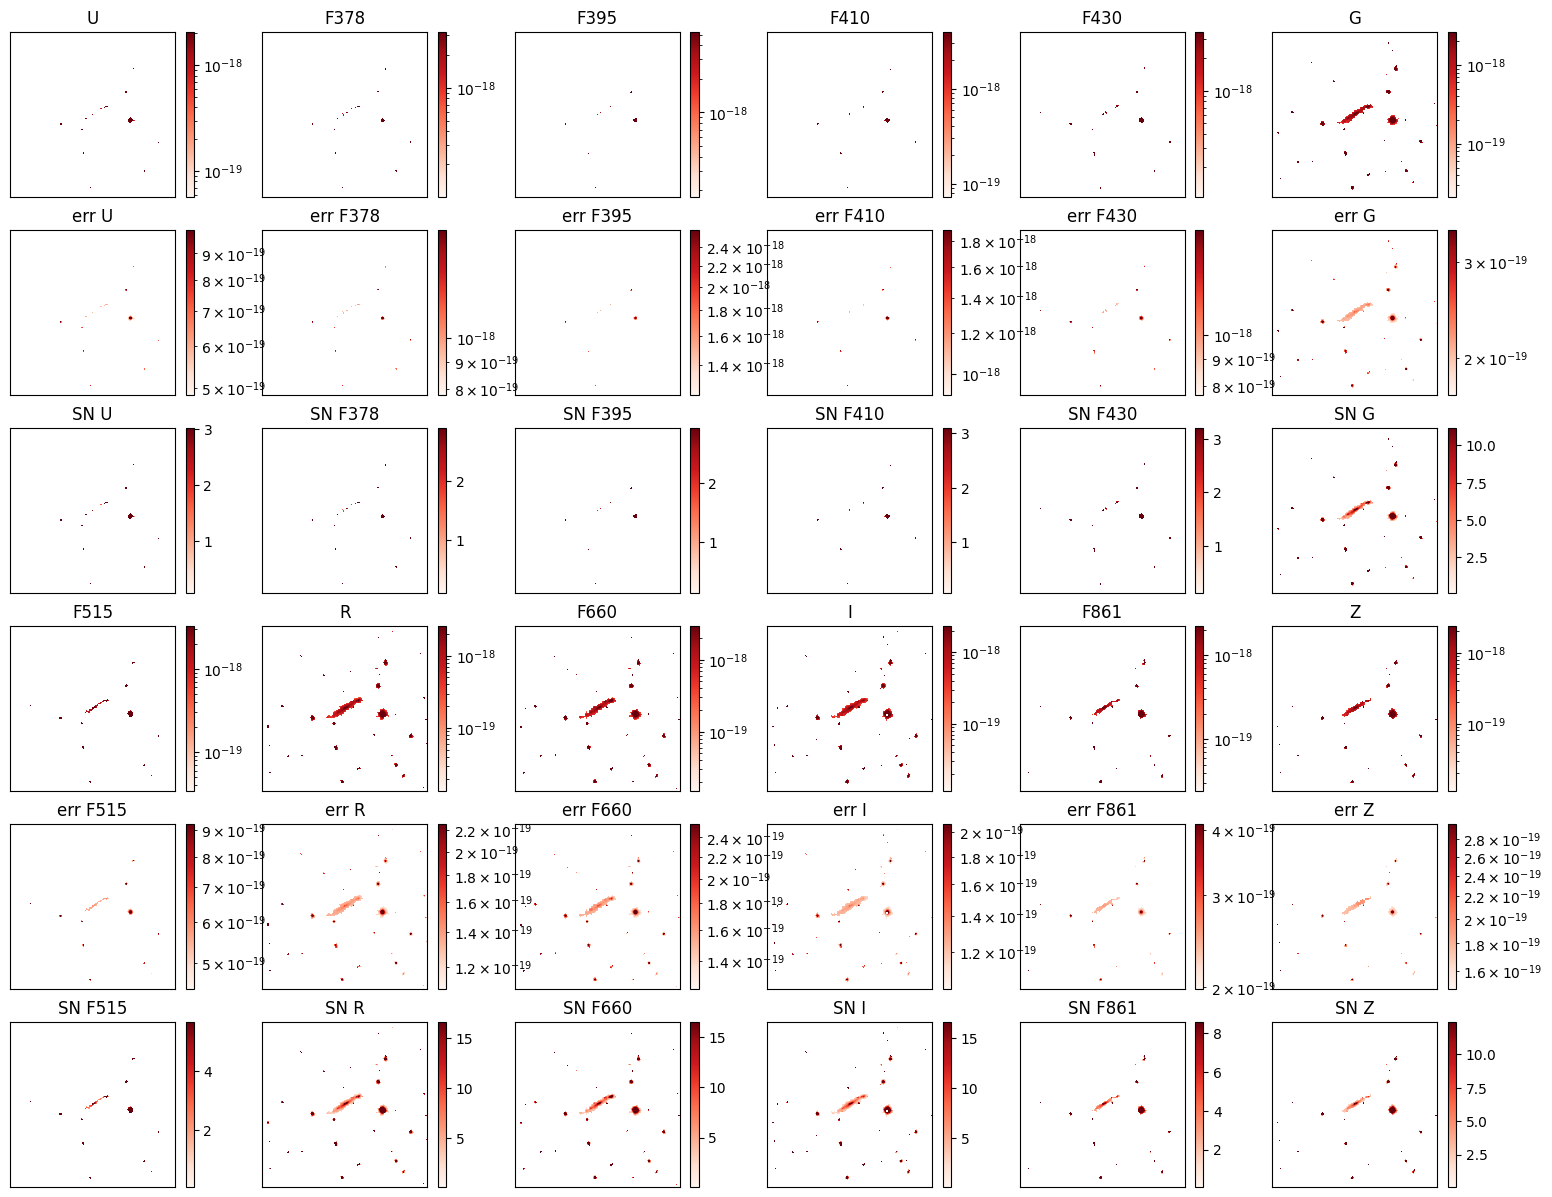 U F378 F395 F410 F430 G
10⁻¹⁸ 10⁻¹⁸ 10⁻¹⁸ 10⁻¹⁸ 10⁻¹⁸ 10⁻¹⁸
10⁻¹⁹ 10⁻¹⁹ 10⁻¹⁹
err U err F378 err F395 err F410 err F430 err G
9×10⁻¹⁹ 2.4×10⁻¹⁸ 1.8×10⁻¹⁸ 3×10⁻¹⁹
8×10⁻¹⁹ 2.2×10⁻¹⁸ 1.6×10⁻¹⁸
7×10⁻¹⁹ 2×10⁻¹⁸ 1.4×10⁻¹⁸
6×10⁻¹⁹ 10⁻¹⁸ 1.8×10⁻¹⁸ 1.2×10⁻¹⁸ 10⁻¹⁸
9×10⁻¹⁹ 1.6×10⁻¹⁸ 9×10⁻¹⁹ 2×10⁻¹⁹
5×10⁻¹⁹ 8×10⁻¹⁹ 1.4×10⁻¹⁸ 10⁻¹⁸ 8×10⁻¹⁹
SN U SN F378 SN F395 SN F410 SN F430 SN G
3 3 3 10.0
2 2 2 2 2 7.5
5.0
1 1 1 1 1 2.5
F515 R F660 I F861 Z
10⁻¹⁸ 10⁻¹⁸ 10⁻¹⁸ 10⁻¹⁸ 10⁻¹⁸ 10⁻¹⁸
10⁻¹⁹ 10⁻¹⁹ 10⁻¹⁹ 10⁻¹⁹ 10⁻¹⁹ 10⁻¹⁹
err F515 err R err F660 err I err F861 err Z
9×10⁻¹⁹ 2.2×10⁻¹⁹ 2.4×10⁻¹⁹ 2×10⁻¹⁹ 4×10⁻¹⁹ 2.8×10⁻¹⁹
8×10⁻¹⁹ 2×10⁻¹⁹ 2.2×10⁻¹⁹ 1.8×10⁻¹⁹ 2.6×10⁻¹⁹
7×10⁻¹⁹ 1.8×10⁻¹⁹ 2×10⁻¹⁹ 1.6×10⁻¹⁹ 3×10⁻¹⁹ 2.4×10⁻¹⁹
2.2×10⁻¹⁹
6×10⁻¹⁹ 1.6×10⁻¹⁹ 1.8×10⁻¹⁹ 1.4×10⁻¹⁹ 2×10⁻¹⁹
1.4×10⁻¹⁹ 1.6×10⁻¹⁹ 1.8×10⁻¹⁹
5×10⁻¹⁹ 1.2×10⁻¹⁹ 1.4×10⁻¹⁹ 1.2×10⁻¹⁹ 2×10⁻¹⁹ 1.6×10⁻¹⁹
SN F515 SN R SN F660 SN I SN F861 SN Z
15 15 15 8 10.0
4 10 10 10 6 7.5
4 5.0
2 5 5 5 2 2.5